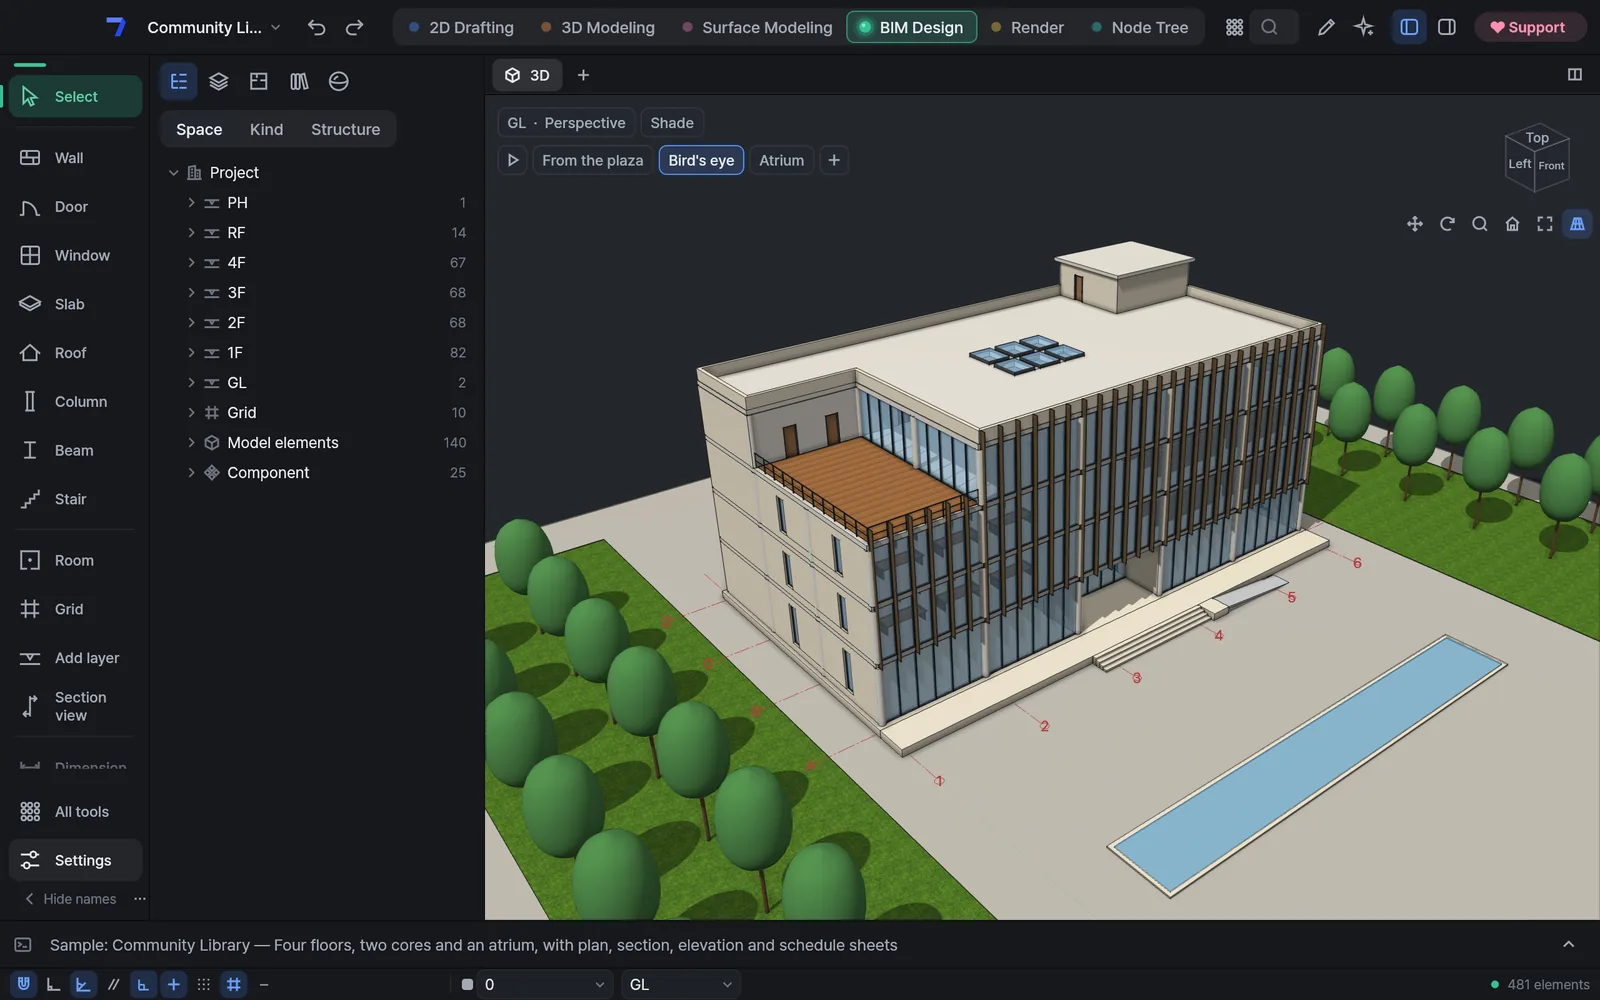 Community Li...
2D Drafting
3D Modeling
Surface Modeling
BIM Design
Render
Node Tree
Support
Select
Wall
Door
Window
Slab
Roof
Column
Beam
Stair
Room
Grid
Add layer
Section
view
Dimension
All tools
Settings
Hide names
Space Kind Structure
Project
PH 1
RF 14
4F 67
3F 68
2F 68
1F 82
GL 2
Grid 10
Model elements 140
Component 25
3D
GL · Perspective
Shade
From the plaza
Bird's eye
Atrium
Top
Left
Front
6
5
4
3
2
1
Sample: Community Library — Four floors, two cores and an atrium, with plan, section, elevation and schedule sheets
0
GL
481 elements